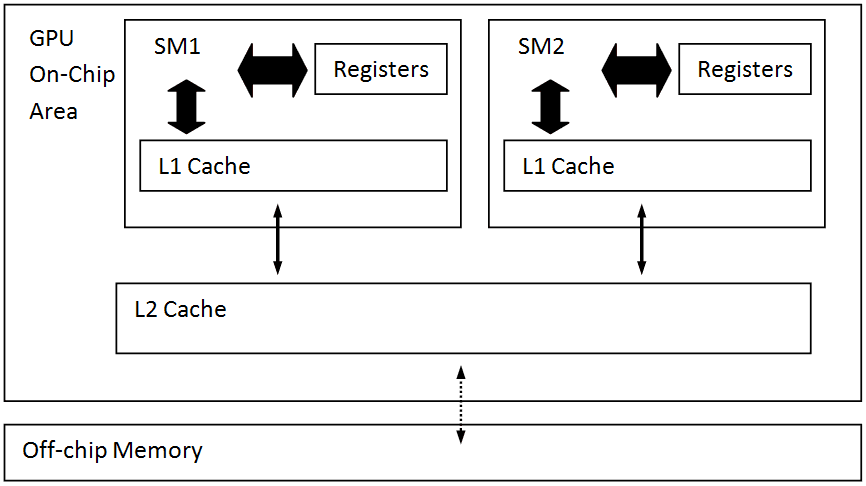 GPU
On-Chip
Area
SM1
Registers
L1 Cache
SM2
Registers
L1 Cache
L2 Cache
Off-chip Memory